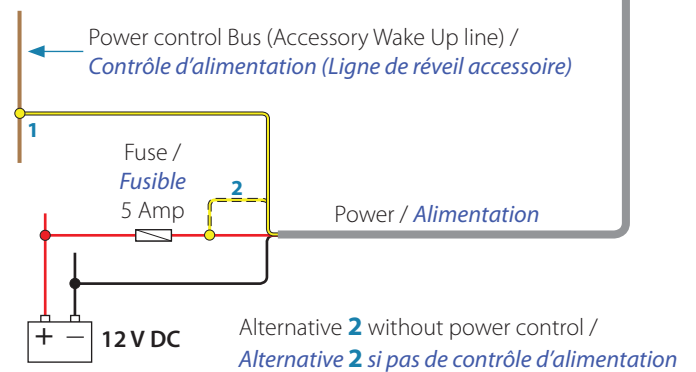 Power control Bus (Accessory Wake Up line) /
Contrôle d’alimentation (Ligne de réveil accessoire)
1
Fuse /
Fusible
5 Amp
2
Power / Alimentation
+ –
12 V DC
Alternative 2 without power control /
Alternative 2 si pas de contrôle d’alimentation